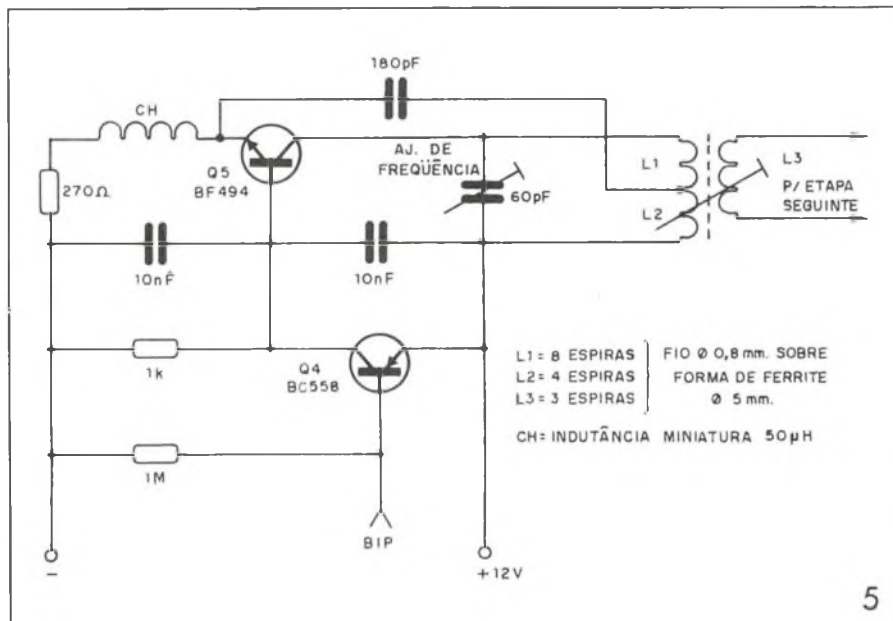 180pF
CH
Q5
BF494
AJ. DE
FREQÜÊNCIA
60pF
L1
L2
L3
P/ ETAPA
SEGUINTE
270Ω
10nF
10nF
1k
Q4
BC558
1M
BIP
L1 = 8 ESPIRAS
L2 = 4 ESPIRAS
L3 = 3 ESPIRAS
FIO Ø 0,8 mm. SOBRE
FORMA DE FERRITE
Ø 5 mm.
CH = INDUTÂNCIA MINIATURA 50µH
−
+12V
5